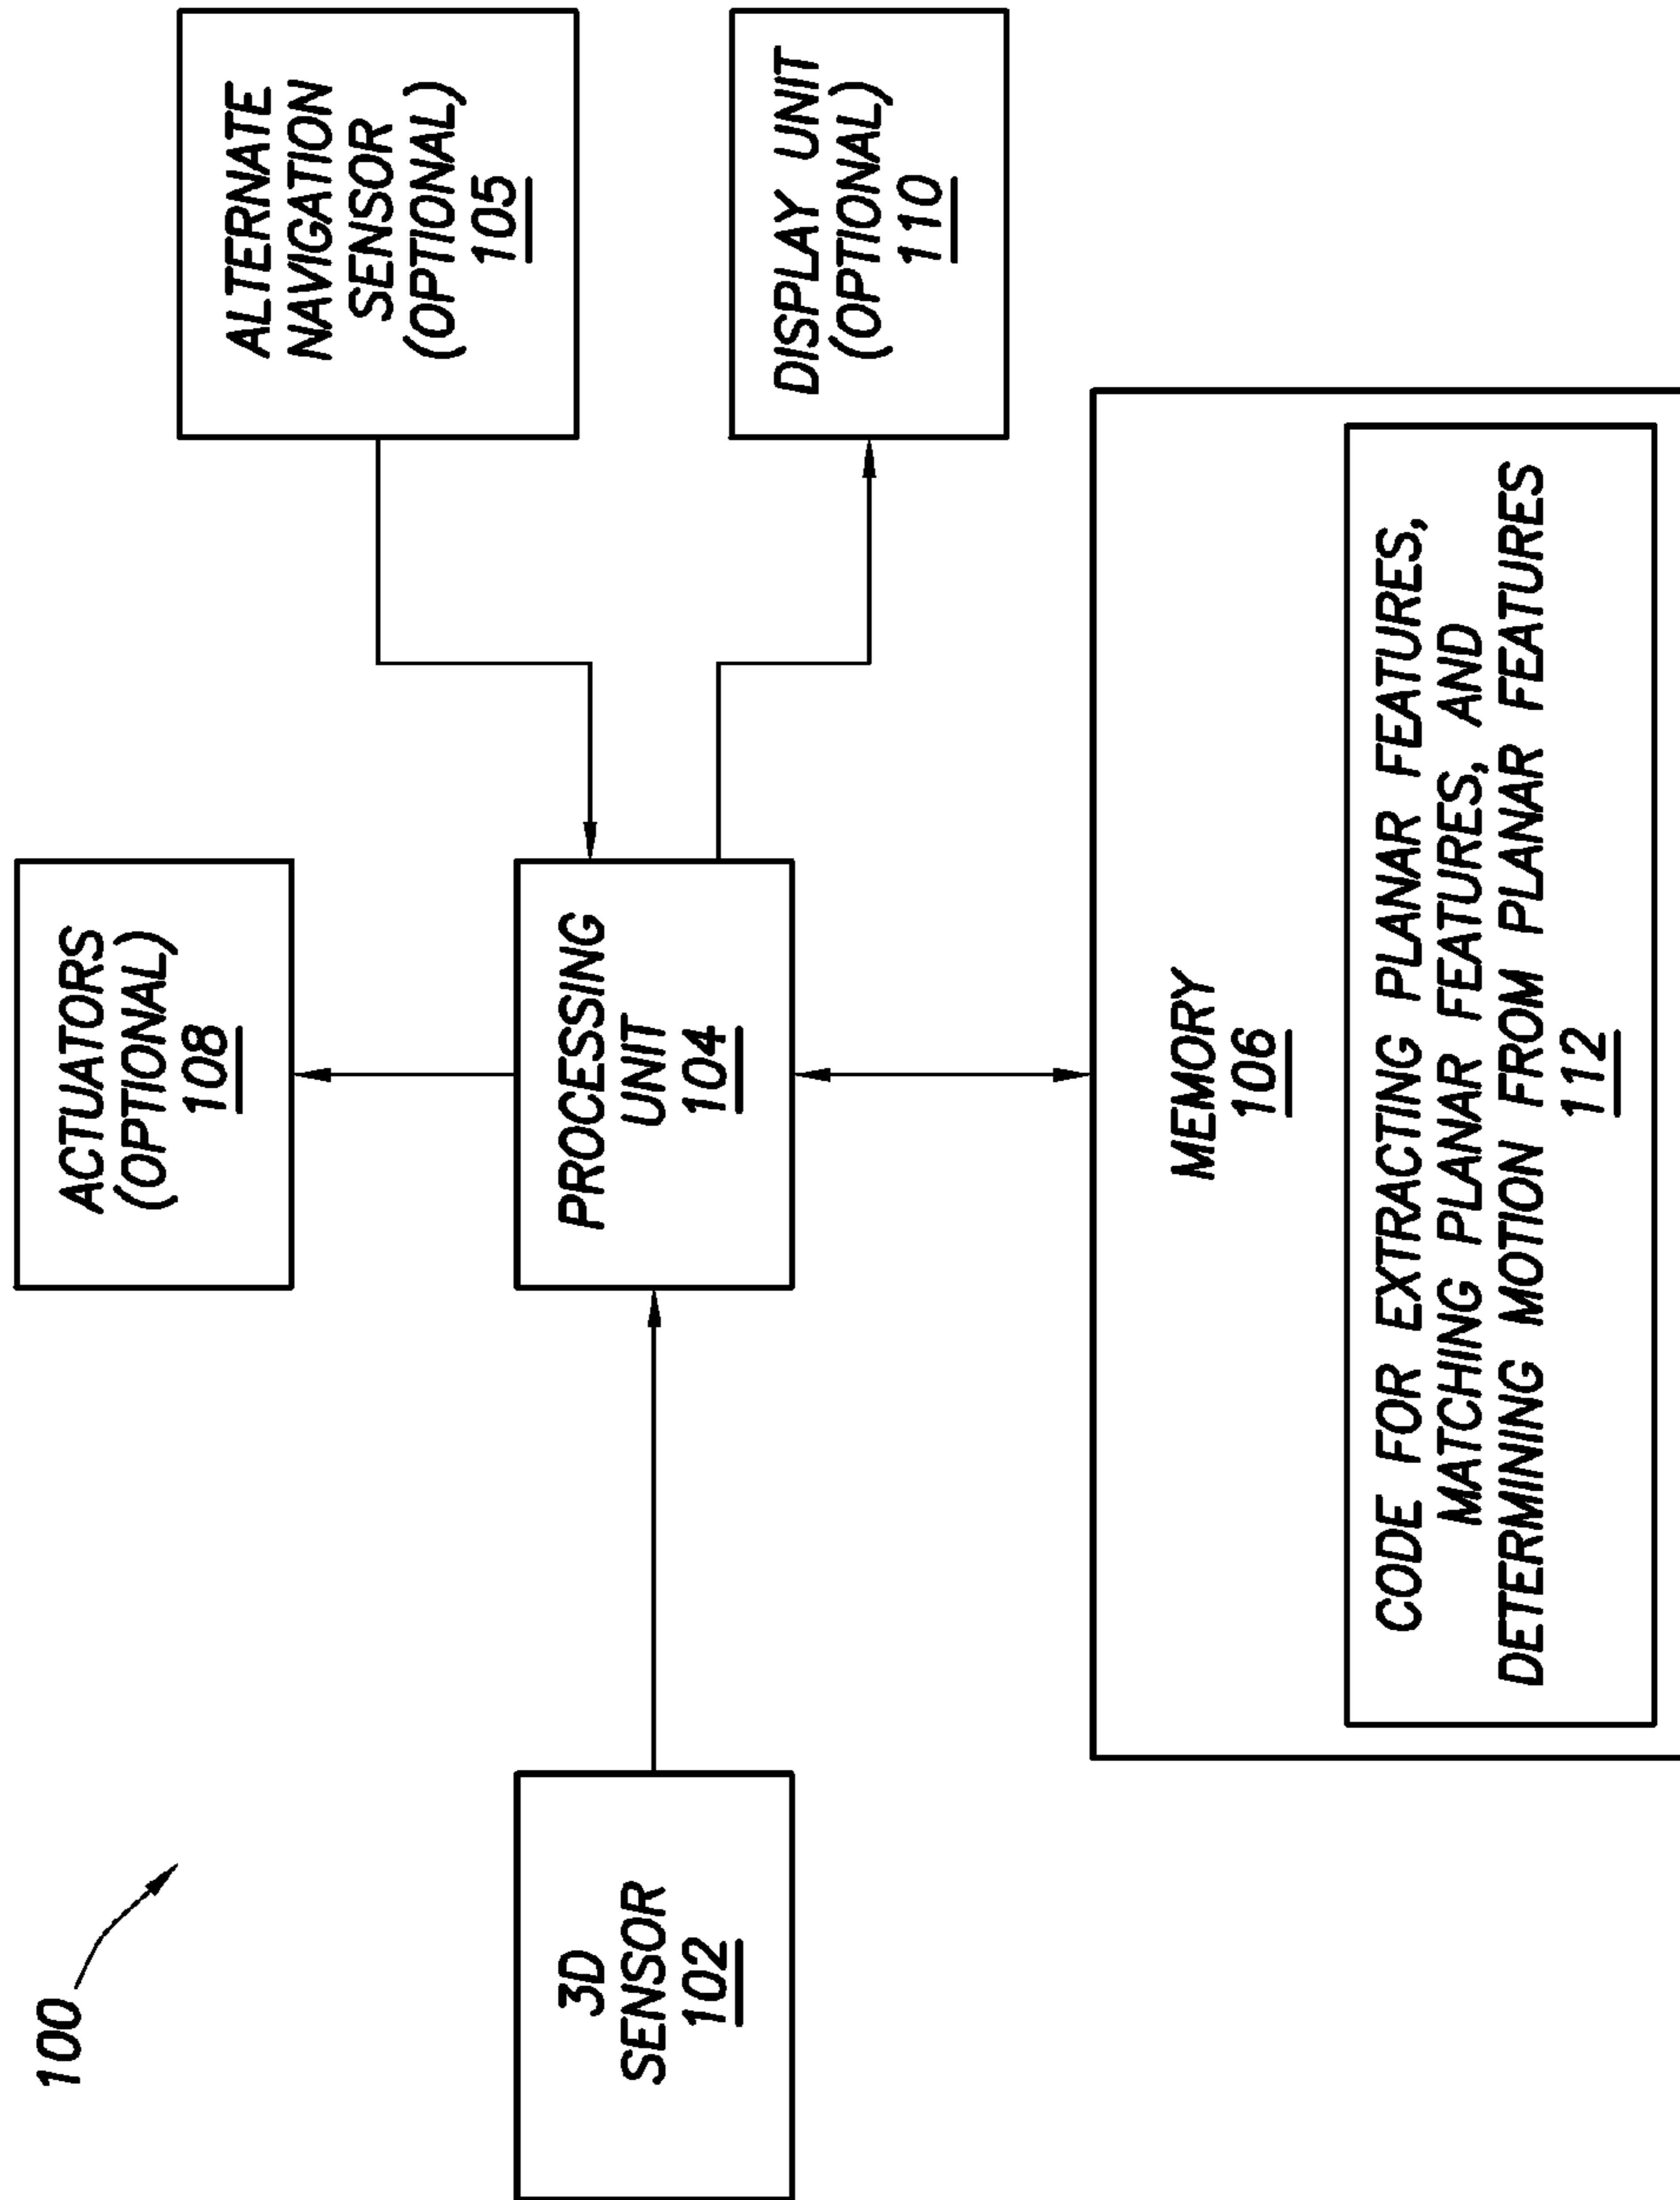 100
ACTUATORS
(OPTIONAL)
108
ALTERNATE
NAVIGATION
SENSOR
(OPTIONAL)
105
3D
SENSOR
102
PROCESSING
UNIT
104
DISPLAY UNIT
(OPTIONAL)
110
MEMORY
106
CODE FOR EXTRACTING PLANAR FEATURES,
MATCHING PLANAR FEATURES, AND
DETERMINING MOTION FROM PLANAR FEATURES
112